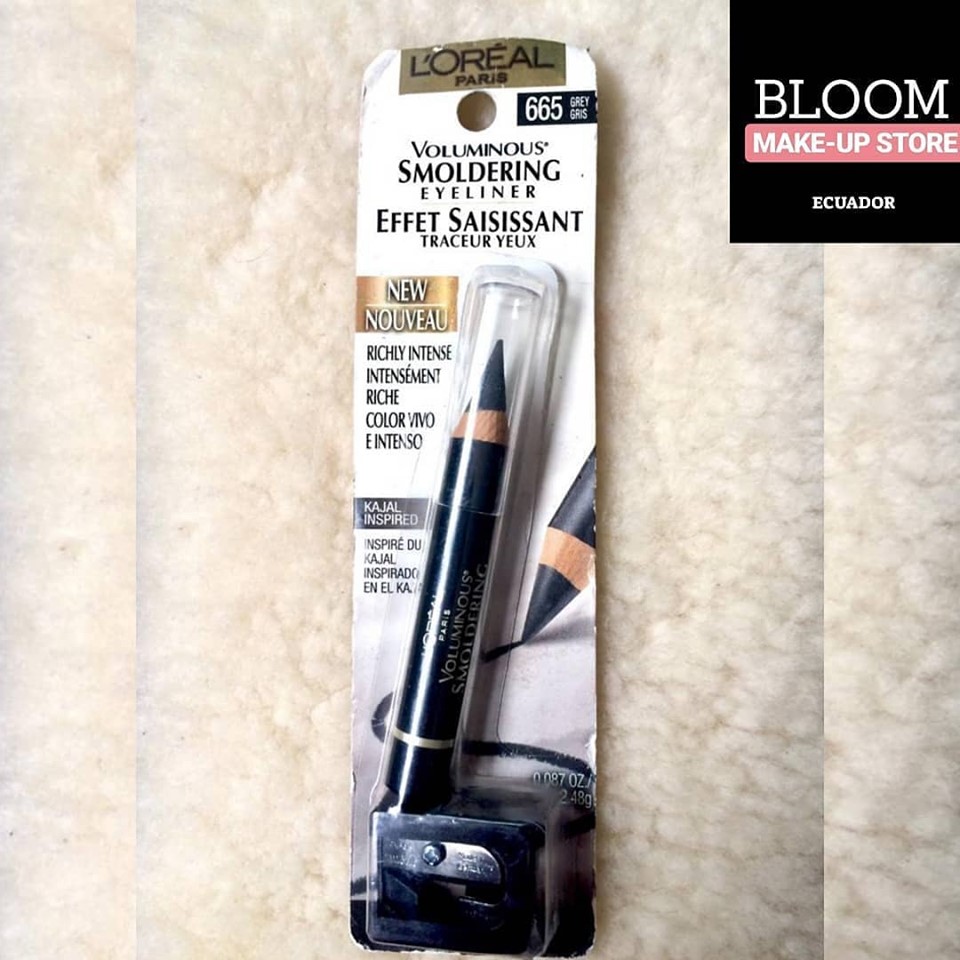 L'ORÉAL
PARIS
665 GREY
GRIS
VOLUMINOUS®
SMOLDERING
EYELINER
EFFET SAISISSANT
TRACEUR YEUX
NEW
NOUVEAU
RICHLY INTENSE
INTENSÉMENT
RICHE
COLOR VIVO
E INTENSO
KAJAL
INSPIRED
INSPIRÉ DU
KAJAL
INSPIRADO
EN EL
L'ORÉAL
PARIS
VOLUMINOUS®
SMOLDERING
0.087 OZ./
2.48g
BLOOM
MAKE-UP STORE
ECUADOR